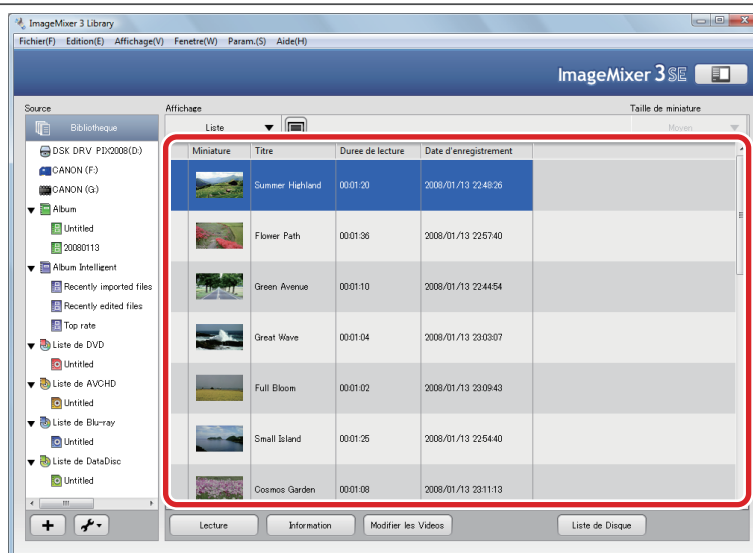 ImageMixer 3 Library
Fichier(F) Edition(E) Affichage(V) Fenetre(W) Param.(S) Aide(H)
ImageMixer 3 SE
Source Affichage Taille de miniature
Bibliotheque Liste Moyen
Miniature Titre Duree de lecture Date d'enregistrement
DSK DRV PIX2008(D:)
CANON (F:)
CANON (G:)
Album
Untitled
20080113
Album Intelligent
Recently imported files
Recently edited files
Top rate
Liste de DVD
Untitled
Liste de AVCHD
Untitled
Liste de Blu-ray
Untitled
Liste de DataDisc
Untitled
Summer Highland 00:01:20 2008/01/13 22:48:26
Flower Path 00:01:36 2008/01/13 22:57:40
Green Avenue 00:01:10 2008/01/13 22:44:54
Great Wave 00:01:04 2008/01/13 23:03:07
Full Bloom 00:01:02 2008/01/13 23:09:43
Small Island 00:01:25 2008/01/13 22:54:40
Cosmos Garden 00:01:08 2008/01/13 23:11:13
Lecture Information Modifier les Videos Liste de Disque